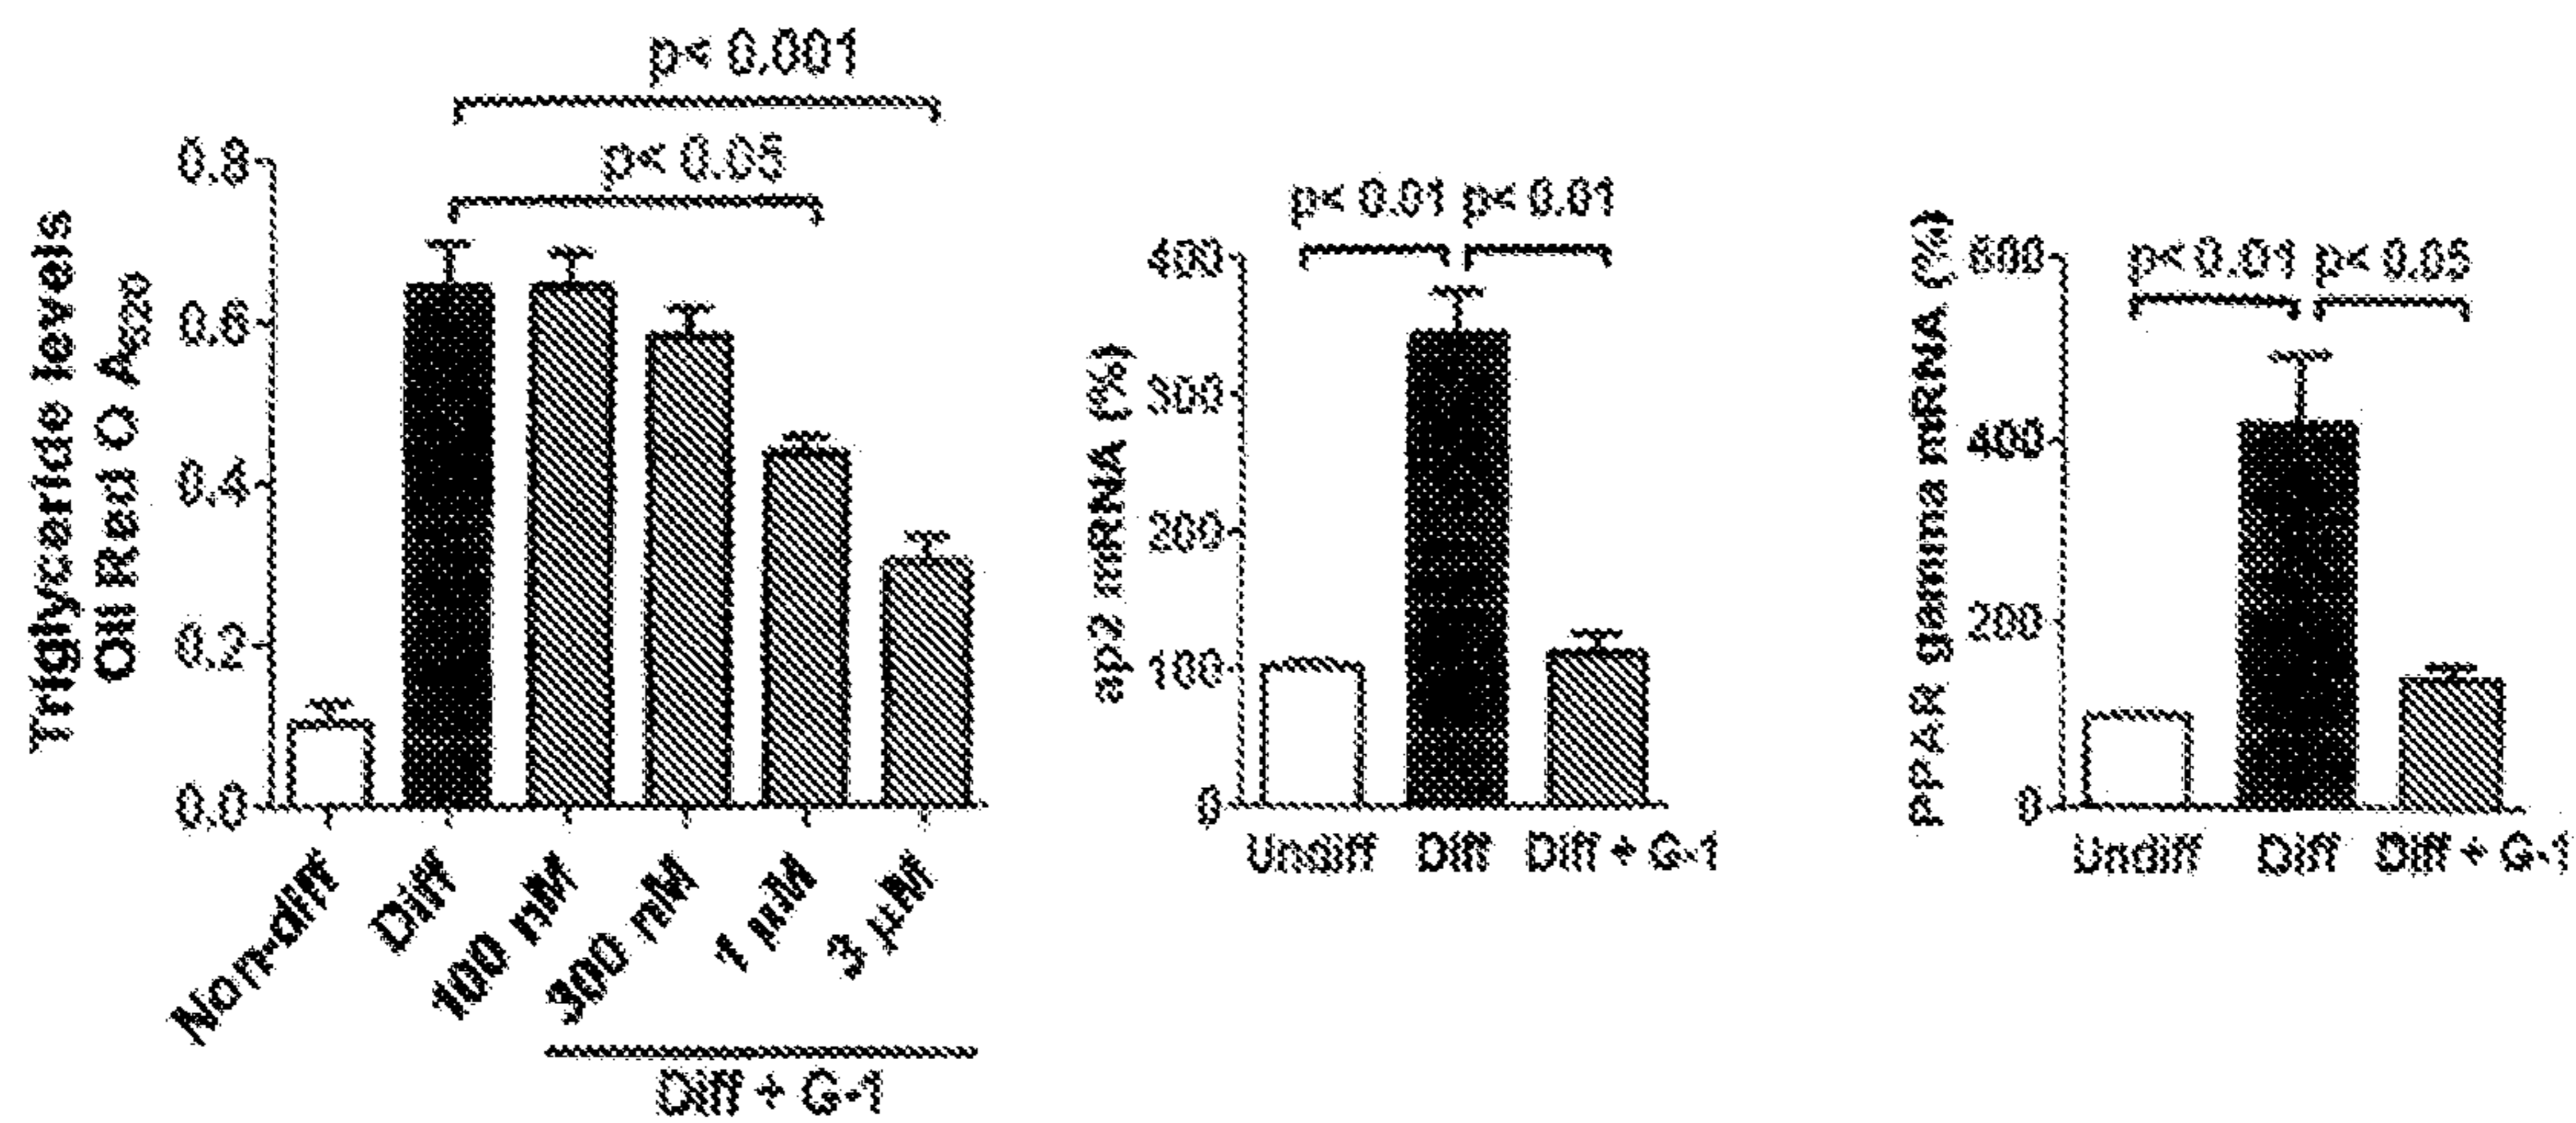 p< 0.001
p< 0.05
Triglyceride levels
Oil Red O A520
0.8
0.6
0.4
0.2
0.0
Non-diff
Diff
100 nM
300 nM
1 µM
3 µM
Diff + G-1
p< 0.01 p< 0.01
ap2 mRNA (%)
400
300
200
100
0
Undiff Diff Diff + G-1
p< 0.01 p< 0.05
PPAR gamma mRNA (%)
600
400
200
0
Undiff Diff Diff + G-1